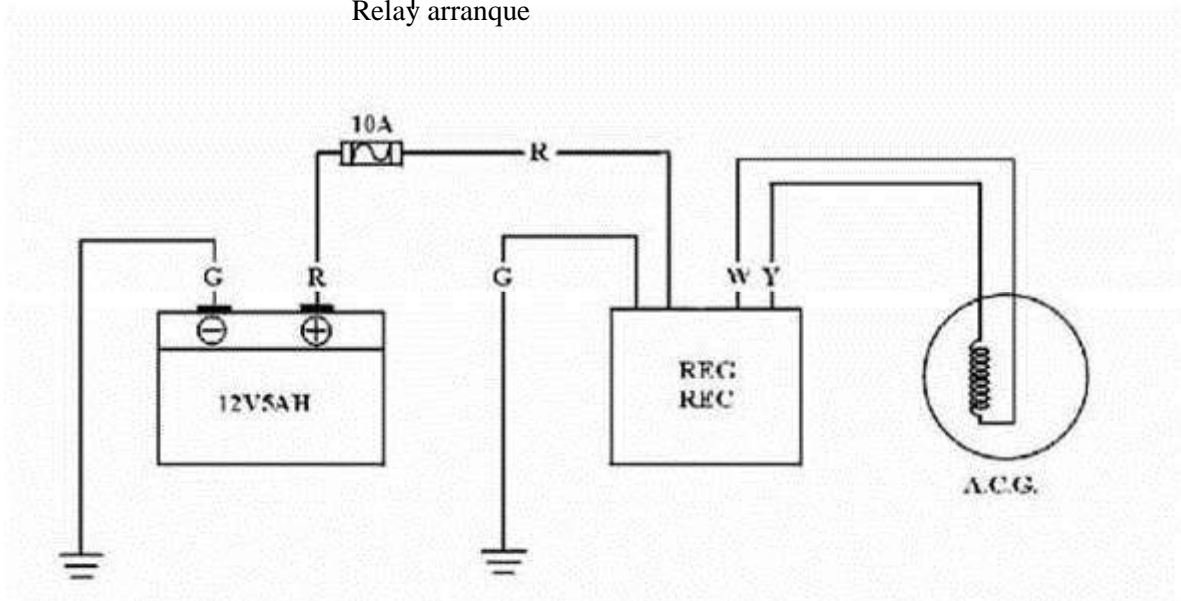 Relay arranque
10A
R
G
R
G
W Y
12V5AH
REG
REC
A.C.G.